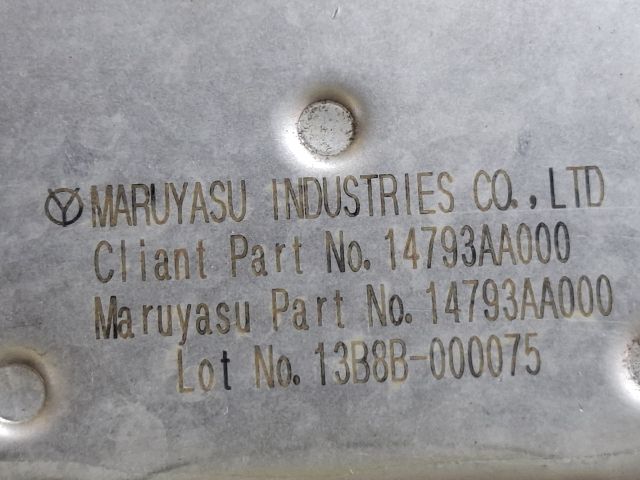 MARUYASU INDUSTRIES CO.,LTD
Cliant Part No. 14793AA000
Maruyasu Part No. 14793AA000
Lot No. 13B8B-000075